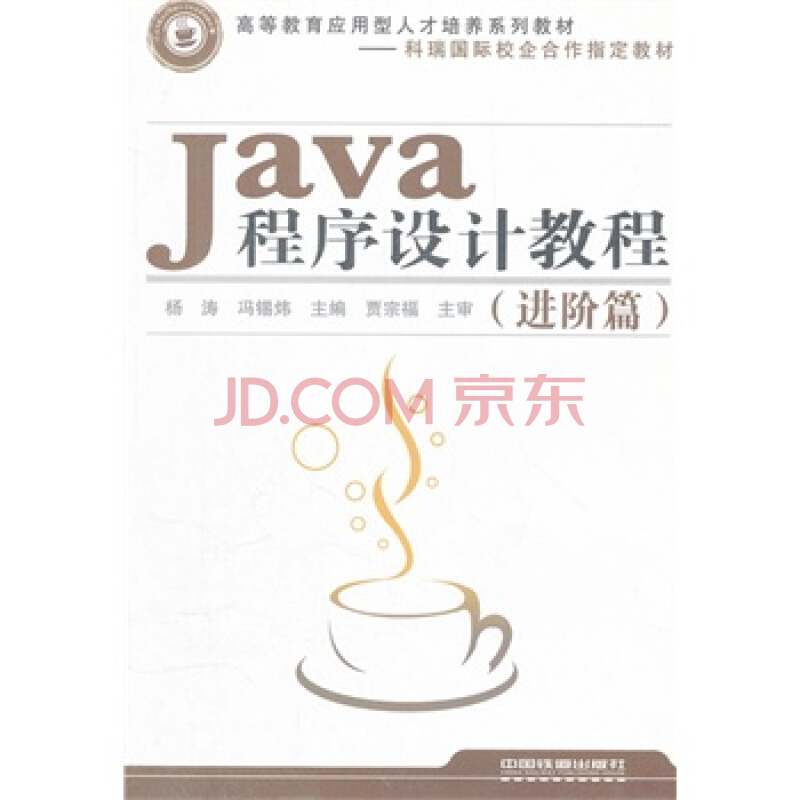 高等教育应用型人才培养系列教材
——科瑞国际校企合作指定教材
Java
程序设计教程
（进阶篇）
杨 涛 冯锡炜 主编 贾宗福 主审
JD.COM 京东
中国铁道出版社